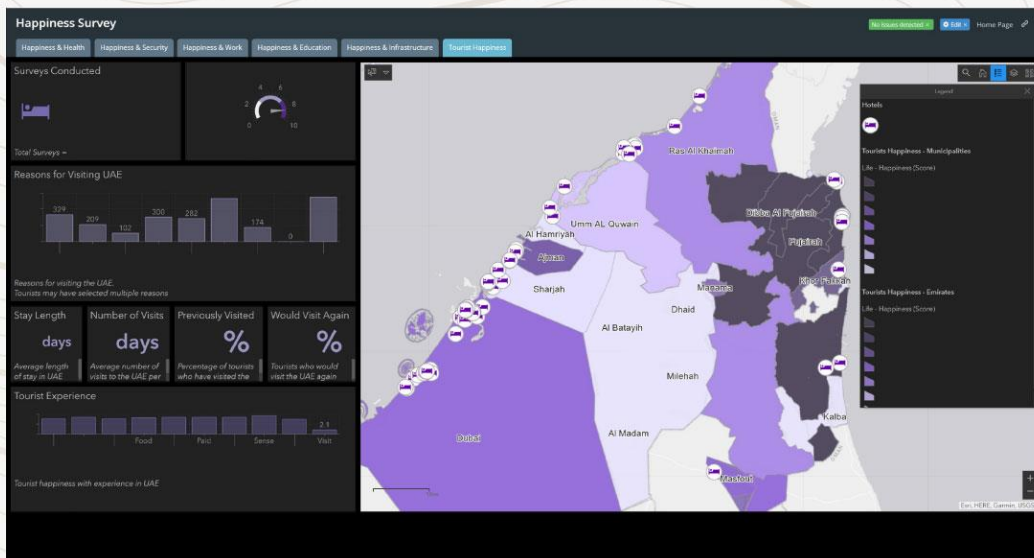 Happiness Survey
No issues detected ×
Edit ×
Home Page
Happiness & Health
Happiness & Security
Happiness & Work
Happiness & Education
Happiness & Infrastructure
Tourist Happiness
Surveys Conducted
Total Surveys =
0
2
4
6
8
10
Reasons for Visiting UAE
329
209
102
300
282
174
0
Reasons for visiting the UAE.
Tourists may have selected multiple reasons
Stay Length
days
Average length
of stay in UAE
Number of Visits
days
Average number of
visits to the UAE per
Previously Visited
%
Percentage of tourists
who have visited the
Would Visit Again
%
Tourists who would
visit the UAE again
Tourist Experience
Food
Paid
Sense
Visit
2.1
Tourist happiness with experience in UAE
Ras Al Khaimah
Dibba Al Fujairah
Umm AL Quwain
Al Hamriyah
Fujairah
Ajman
Khor Fakkan
Sharjah
Manama
Dhaid
Al Batayih
Milehah
Kalba
Al Madam
Dubai
Masfout
Legend
Hotels
Tourists Happiness - Municipalities
Life - Happiness (Score)
Tourists Happiness - Emirates
Life - Happiness (Score)
Esri, HERE, Garmin, USGS